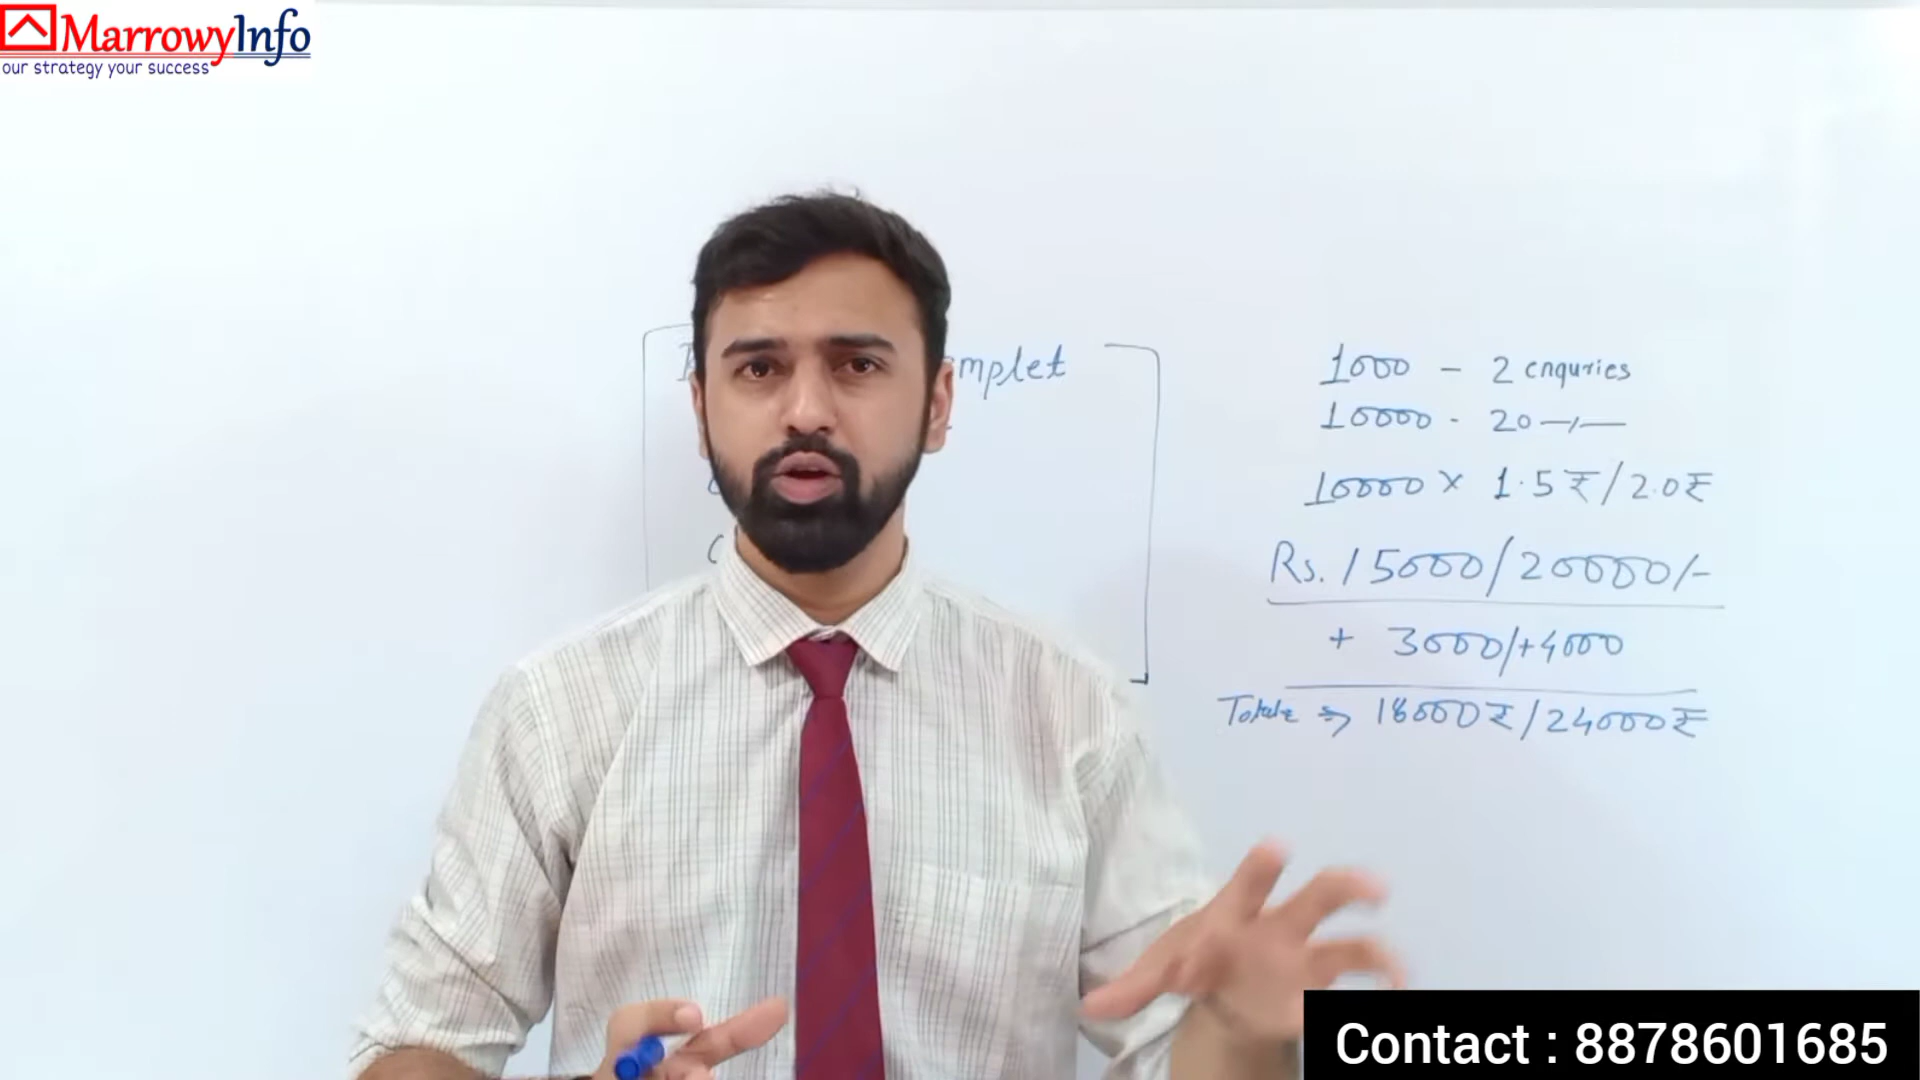 MarrowyInfo
our strategy your success
mplet
1000 - 2 enquries
10000 - 20 —〃—
10000 x 1.5₹/2.0₹
Rs. 15000/20000/-
+ 3000/+4000
Totale ⇒ 18000₹/24000₹
Contact : 8878601685